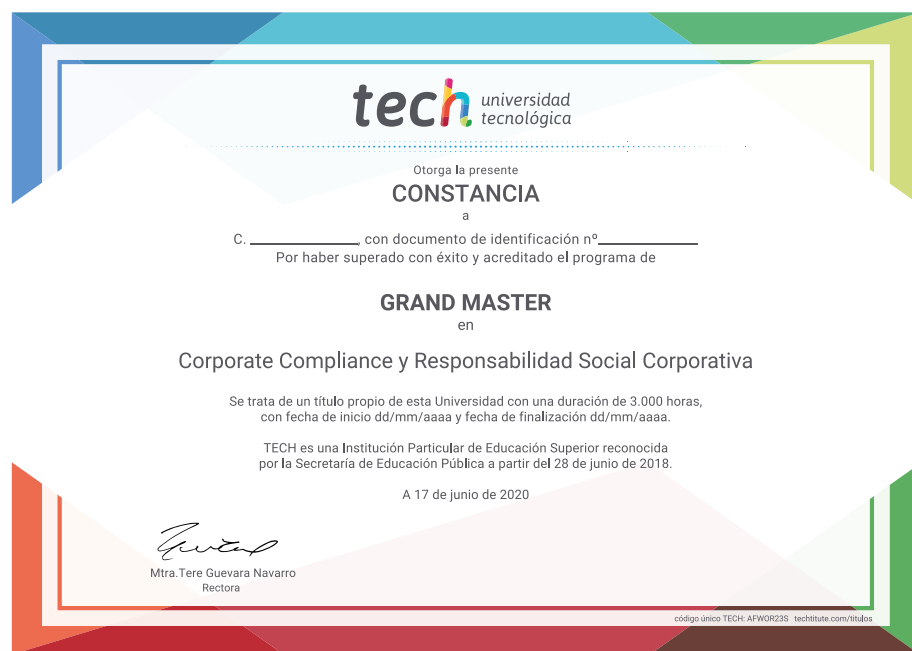 tech universidad
tecnológica
Otorga la presente
CONSTANCIA
a
C. ____________, con documento de identificación nº___________
Por haber superado con éxito y acreditado el programa de
GRAND MASTER
en
Corporate Compliance y Responsabilidad Social Corporativa
Se trata de un título propio de esta Universidad con una duración de 3.000 horas,
con fecha de inicio dd/mm/aaaa y fecha de finalización dd/mm/aaaa.
TECH es una Institución Particular de Educación Superior reconocida
por la Secretaría de Educación Pública a partir del 28 de junio de 2018.
A 17 de junio de 2020
Mtra.Tere Guevara Navarro
Rectora
código único TECH: AFWOR23S techtitute.com/titulos